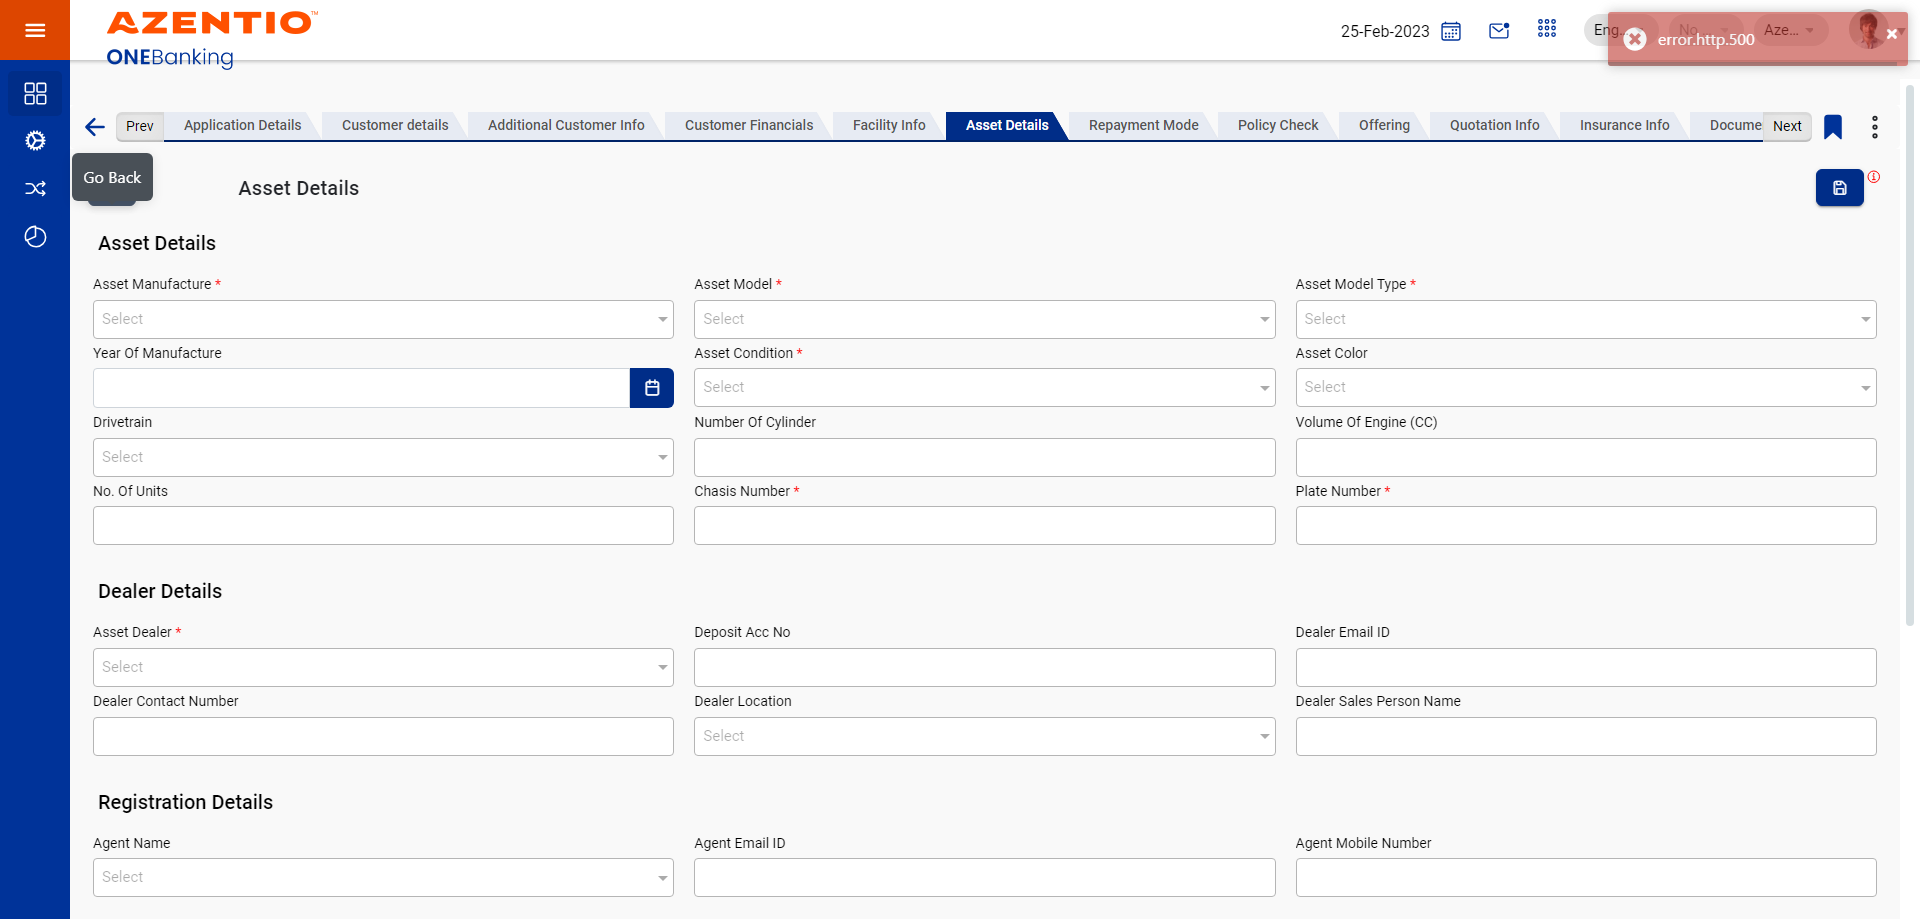 AZENTIO™
ONEBanking
25-Feb-2023
Eng...
No...
Aze...
error.http.500
Prev
Application Details
Customer details
Additional Customer Info
Customer Financials
Facility Info
Asset Details
Repayment Mode
Policy Check
Offering
Quotation Info
Insurance Info
Docume
Next
Go Back
Asset Details
Asset Details
Asset Manufacture *
Asset Model *
Asset Model Type *
Select
Select
Select
Year Of Manufacture
Asset Condition *
Asset Color
Select
Select
Drivetrain
Number Of Cylinder
Volume Of Engine (CC)
Select
No. Of Units
Chasis Number *
Plate Number *
Dealer Details
Asset Dealer *
Deposit Acc No
Dealer Email ID
Select
Dealer Contact Number
Dealer Location
Dealer Sales Person Name
Select
Registration Details
Agent Name
Agent Email ID
Agent Mobile Number
Select